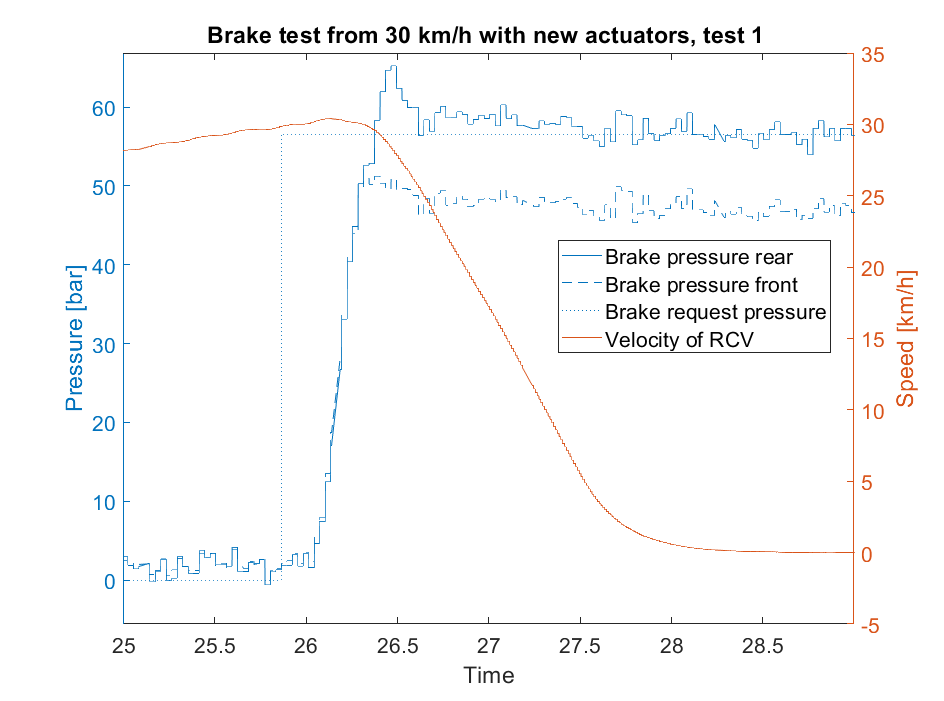 Brake test from 30 km/h with new actuators, test 1
Pressure [bar]
60
50
40
30
20
10
0
35
30
25
20
15
10
5
0
-5
Speed [km/h]
Brake pressure rear
Brake pressure front
Brake request pressure
Velocity of RCV
25 25.5 26 26.5 27 27.5 28 28.5
Time